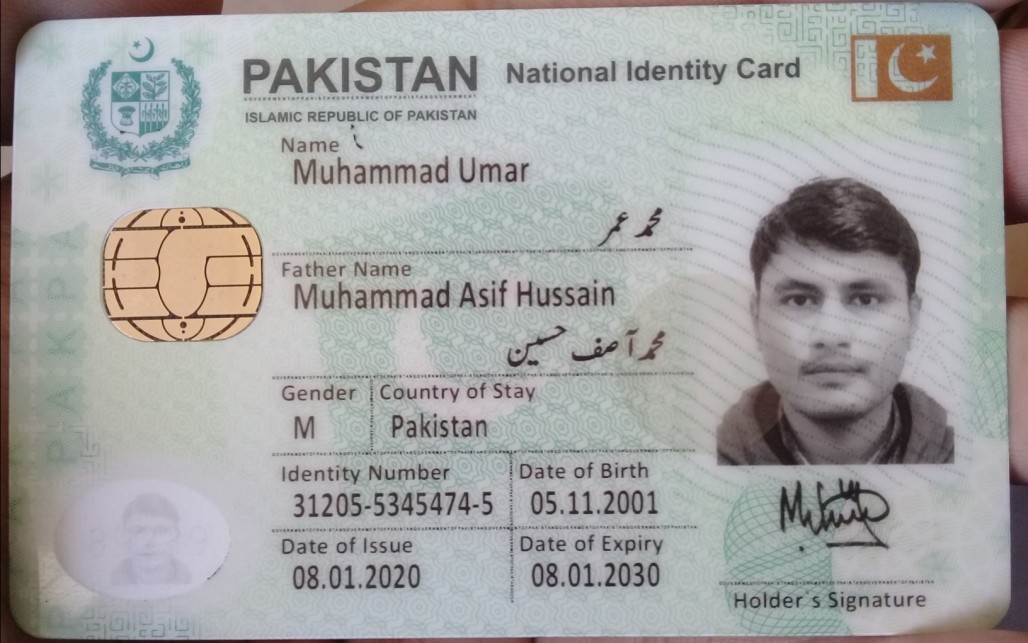 PAKISTAN National Identity Card
ISLAMIC REPUBLIC OF PAKISTAN
Name
Muhammad Umar
محمد عمر
Father Name
Muhammad Asif Hussain
محمد آصف حسین
Gender Country of Stay
M Pakistan
Identity Number Date of Birth
31205-5345474-5 05.11.2001
Date of Issue Date of Expiry
08.01.2020 08.01.2030
Holder's Signature